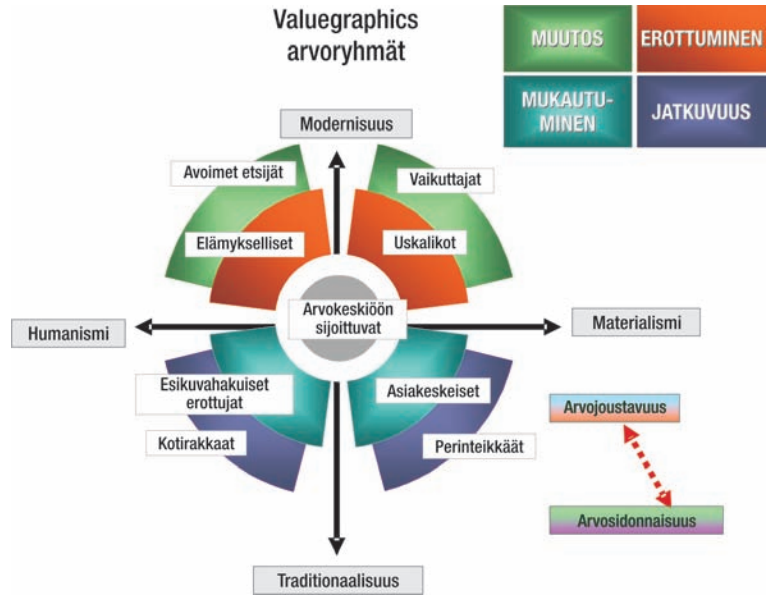 Valuegraphics
arvoryhmät
MUUTOS
EROTTUMINEN
MUKAUTU-
MINEN
JATKUVUUS
Modernisuus
Avoimet etsijät
Vaikuttajat
Elämykselliset
Uskalikot
Arvokeskiöön
sijoittuvat
Humanismi
Materialismi
Esikuvahakuiset
erottujat
Asiakeskeiset
Kotirakkaat
Perinteikkäät
Arvojoustavuus
Arvosidonnaisuus
Traditionaalisuus